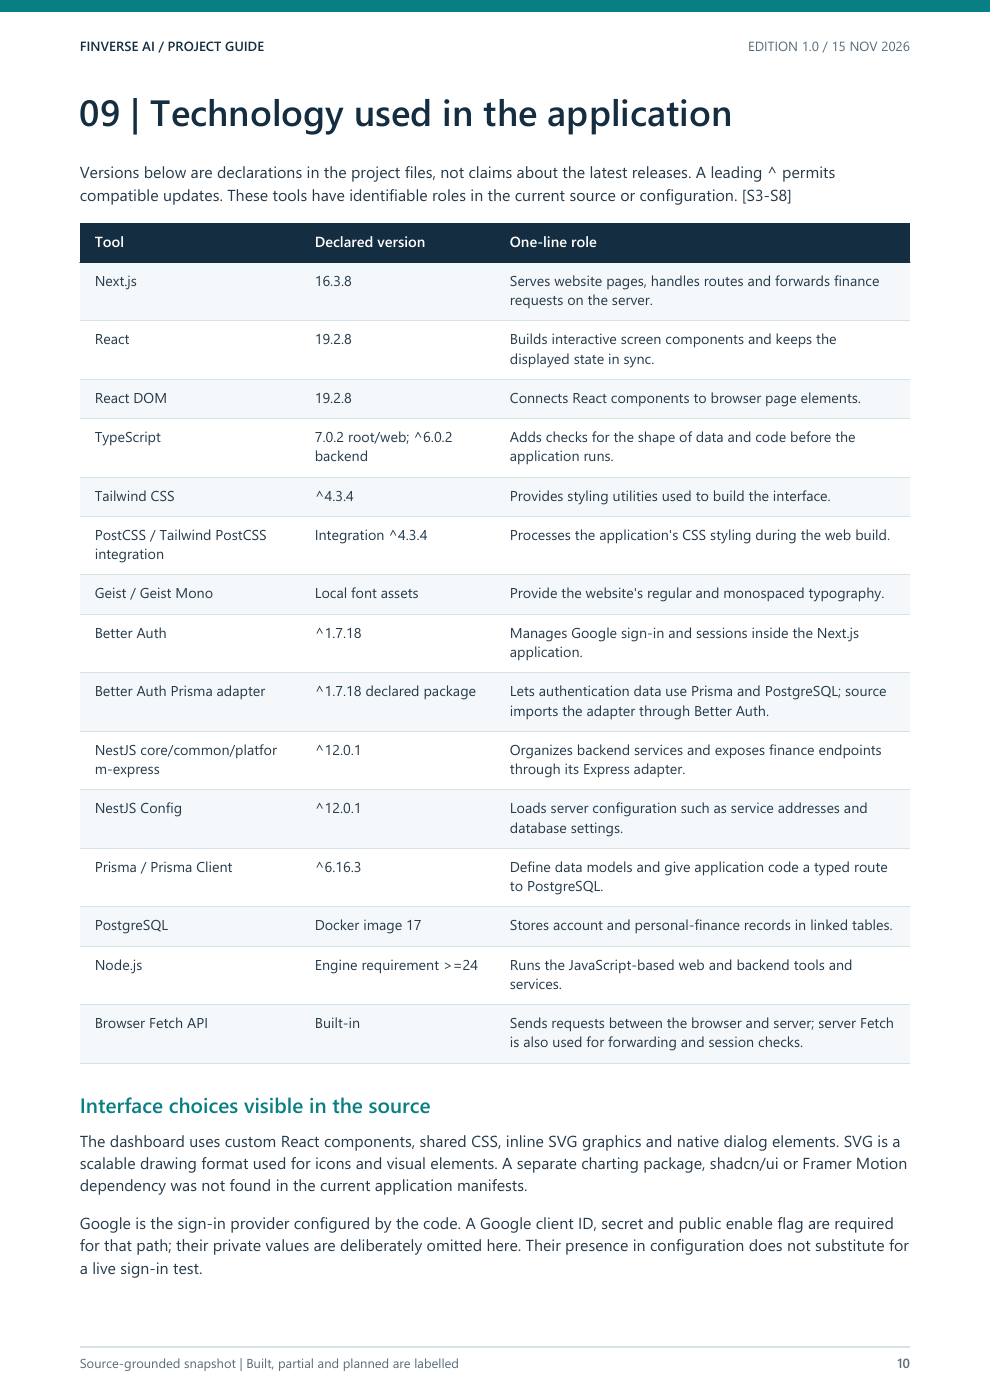 FINVERSE AI / PROJECT GUIDE
EDITION 1.0 / 15 NOV 2026
09 | Technology used in the application
Versions below are declarations in the project files, not claims about the latest releases. A leading ^ permits
compatible updates. These tools have identifiable roles in the current source or configuration. [S3-S8]
Tool Declared version One-line role
Next.js 16.3.8 Serves website pages, handles routes and forwards finance
requests on the server.
React 19.2.8 Builds interactive screen components and keeps the
displayed state in sync.
React DOM 19.2.8 Connects React components to browser page elements.
TypeScript 7.0.2 root/web; ^6.0.2 Adds checks for the shape of data and code before the
backend application runs.
Tailwind CSS ^4.3.4 Provides styling utilities used to build the interface.
PostCSS / Tailwind PostCSS Integration ^4.3.4 Processes the application's CSS styling during the web build.
integration
Geist / Geist Mono Local font assets Provide the website's regular and monospaced typography.
Better Auth ^1.7.18 Manages Google sign-in and sessions inside the Next.js
application.
Better Auth Prisma adapter ^1.7.18 declared package Lets authentication data use Prisma and PostgreSQL; source
imports the adapter through Better Auth.
NestJS core/common/platfor ^12.0.1 Organizes backend services and exposes finance endpoints
m-express through its Express adapter.
NestJS Config ^12.0.1 Loads server configuration such as service addresses and
database settings.
Prisma / Prisma Client ^6.16.3 Define data models and give application code a typed route
to PostgreSQL.
PostgreSQL Docker image 17 Stores account and personal-finance records in linked tables.
Node.js Engine requirement >=24 Runs the JavaScript-based web and backend tools and
services.
Browser Fetch API Built-in Sends requests between the browser and server; server Fetch
is also used for forwarding and session checks.
Interface choices visible in the source
The dashboard uses custom React components, shared CSS, inline SVG graphics and native dialog elements. SVG is a
scalable drawing format used for icons and visual elements. A separate charting package, shadcn/ui or Framer Motion
dependency was not found in the current application manifests.
Google is the sign-in provider configured by the code. A Google client ID, secret and public enable flag are required
for that path; their private values are deliberately omitted here. Their presence in configuration does not substitute for
a live sign-in test.
Source-grounded snapshot | Built, partial and planned are labelled
10